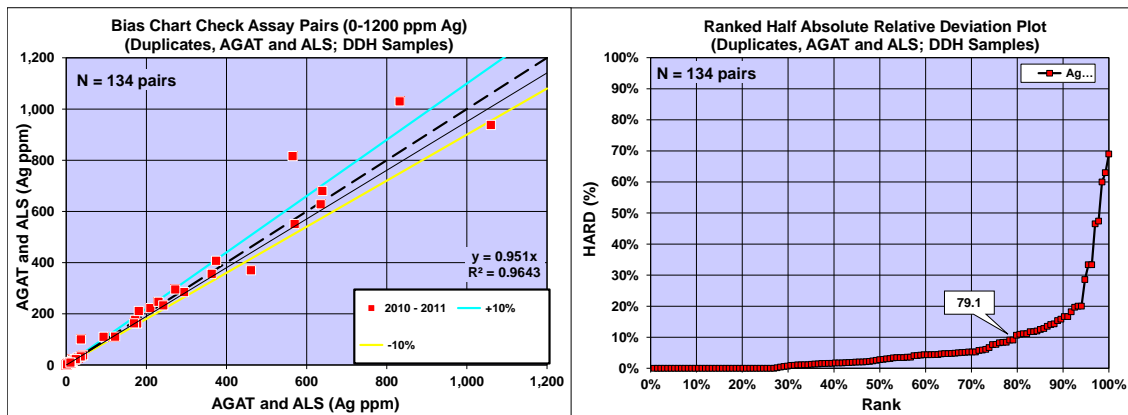 Bias Chart Check Assay Pairs (0-1200 ppm Ag)
(Duplicates, AGAT and ALS; DDH Samples)
N = 134 pairs
AGAT and ALS (Ag ppm)
1,200
1,000
800
600
400
200
0
y = 0.951x
R² = 0.9643
2010 - 2011
+10%
-10%
0
200
400
600
800
1,000
1,200
AGAT and ALS (Ag ppm)
Ranked Half Absolute Relative Deviation Plot
(Duplicates, AGAT and ALS; DDH Samples)
N = 134 pairs
Ag...
HARD (%)
100%
90%
80%
70%
60%
50%
40%
30%
20%
10%
0%
79.1
0%
10%
20%
30%
40%
50%
60%
70%
80%
90%
100%
Rank